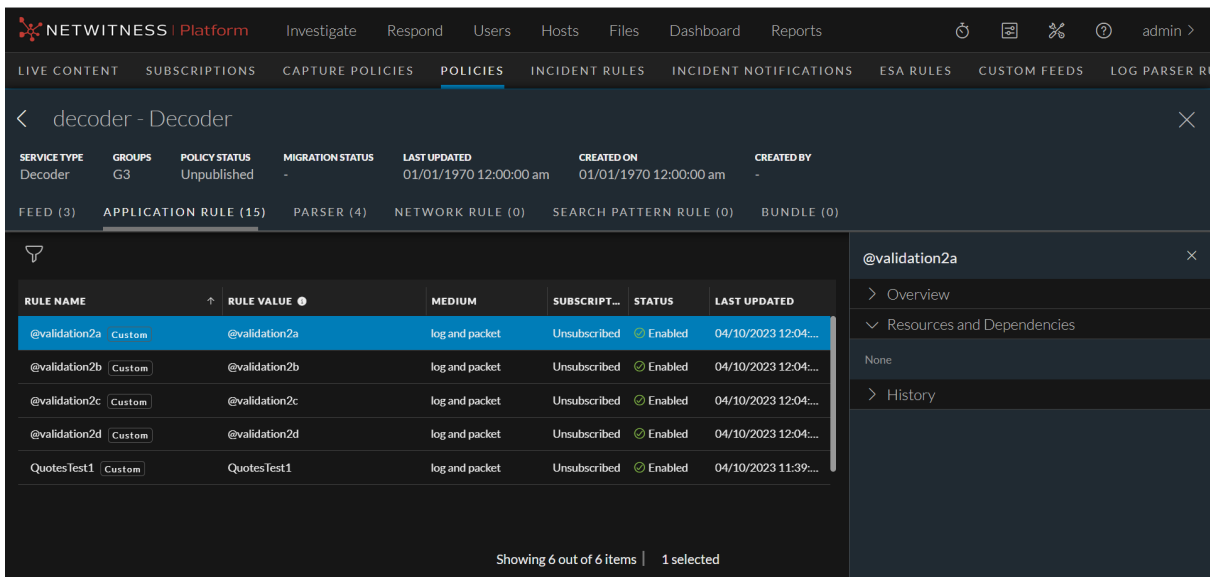 NETWITNESS Platform Investigate Respond Users Hosts Files Dashboard Reports admin >
LIVE CONTENT SUBSCRIPTIONS CAPTURE POLICIES POLICIES INCIDENT RULES INCIDENT NOTIFICATIONS ESA RULES CUSTOM FEEDS LOG PARSER RU
decoder - Decoder
SERVICE TYPE GROUPS POLICY STATUS MIGRATION STATUS LAST UPDATED CREATED ON CREATED BY
Decoder G3 Unpublished - 01/01/1970 12:00:00 am 01/01/1970 12:00:00 am -
FEED (3) APPLICATION RULE (15) PARSER (4) NETWORK RULE (0) SEARCH PATTERN RULE (0) BUNDLE (0)
RULE NAME RULE VALUE MEDIUM SUBSCRIPT... STATUS LAST UPDATED
@validation2a Custom @validation2a log and packet Unsubscribed Enabled 04/10/2023 12:04:...
@validation2b Custom @validation2b log and packet Unsubscribed Enabled 04/10/2023 12:04:...
@validation2c Custom @validation2c log and packet Unsubscribed Enabled 04/10/2023 12:04:...
@validation2d Custom @validation2d log and packet Unsubscribed Enabled 04/10/2023 12:04:...
QuotesTest1 Custom QuotesTest1 log and packet Unsubscribed Enabled 04/10/2023 11:39:...
Showing 6 out of 6 items | 1 selected
@validation2a
Overview
Resources and Dependencies
None
History